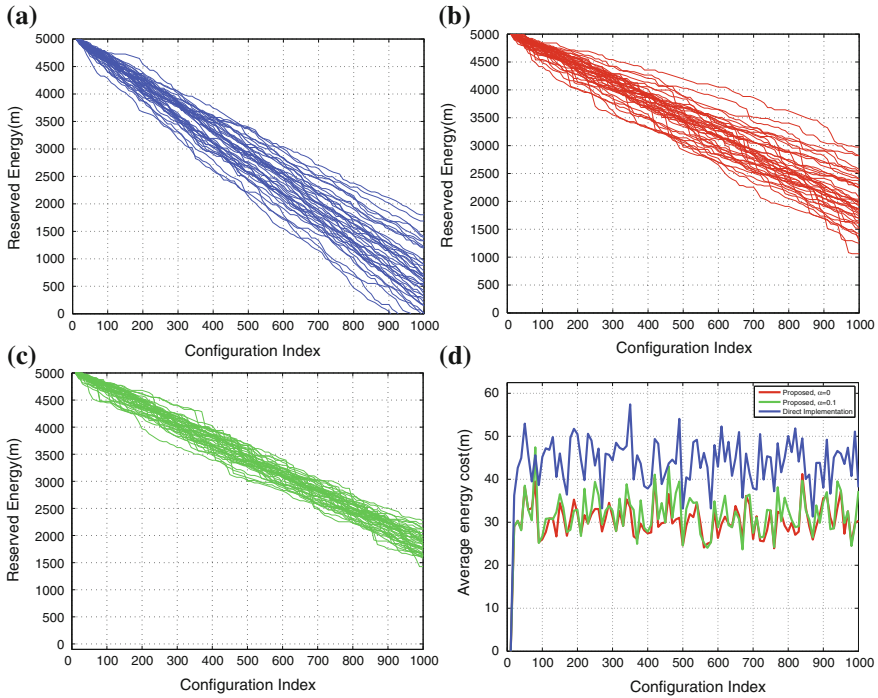 (a)
5000
4500
4000
3500
3000
2500
2000
1500
1000
500
0
Reserved Energy(m)
0 100 200 300 400 500 600 700 800 900 1000
Configuration Index
(b)
5000
4500
4000
3500
3000
2500
2000
1500
5000
500
0
Reserved Energy(m)
0 100 200 300 400 500 600 700 800 900 1000
Configuration Index
(c)
5000
4500
4000
3500
3000
2500
2000
1500
1000
500
0
Reserved Energy(m)
0 100 200 300 400 500 600 700 800 900 1000
Configuration Index
(d)
60
50
40
30
20
10
0
Average energy cost(m)
Proposed, α=0
Proposed, α=0.1
Direct Implementation
0 100 200 300 400 500 600 700 800 900 1000
Configuration Index